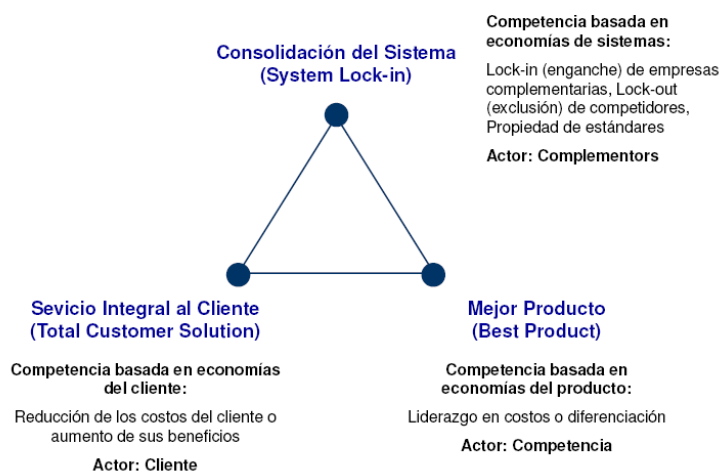 Consolidación del Sistema
(System Lock-in)
Competencia basada en
economías de sistemas:
Lock-in (enganche) de empresas
complementarias, Lock-out
(exclusión) de competidores,
Propiedad de estándares
Actor: Complementors
Sevicio Integral al Cliente
(Total Customer Solution)
Competencia basada en economías
del cliente:
Reducción de los costos del cliente o
aumento de sus beneficios
Actor: Cliente
Mejor Producto
(Best Product)
Competencia basada en
economías del producto:
Liderazgo en costos o diferenciación
Actor: Competencia